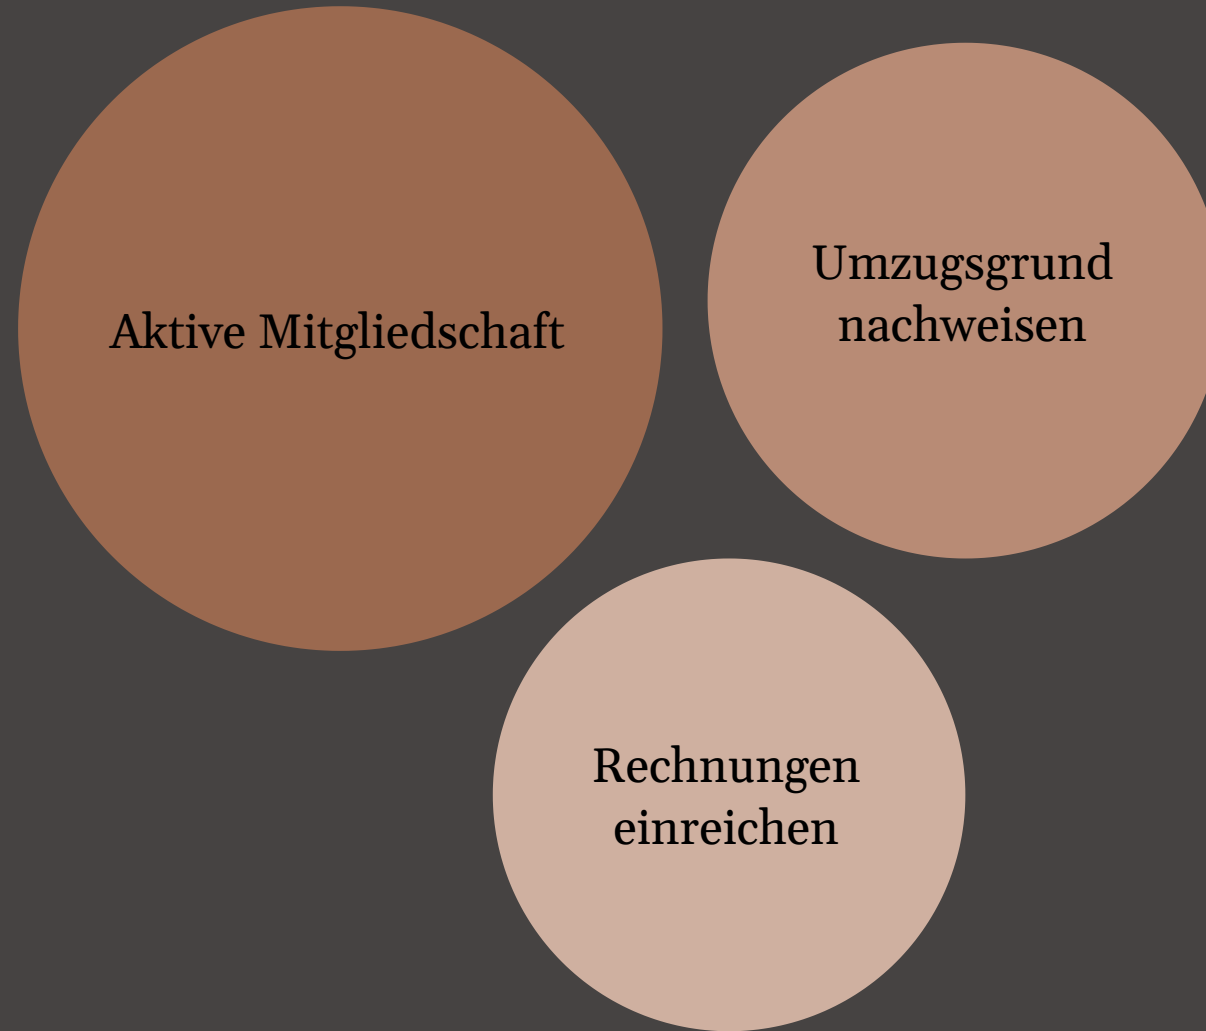 Aktive Mitgliedschaft
Umzugsgrund
nachweisen
Rechnungen
einreichen